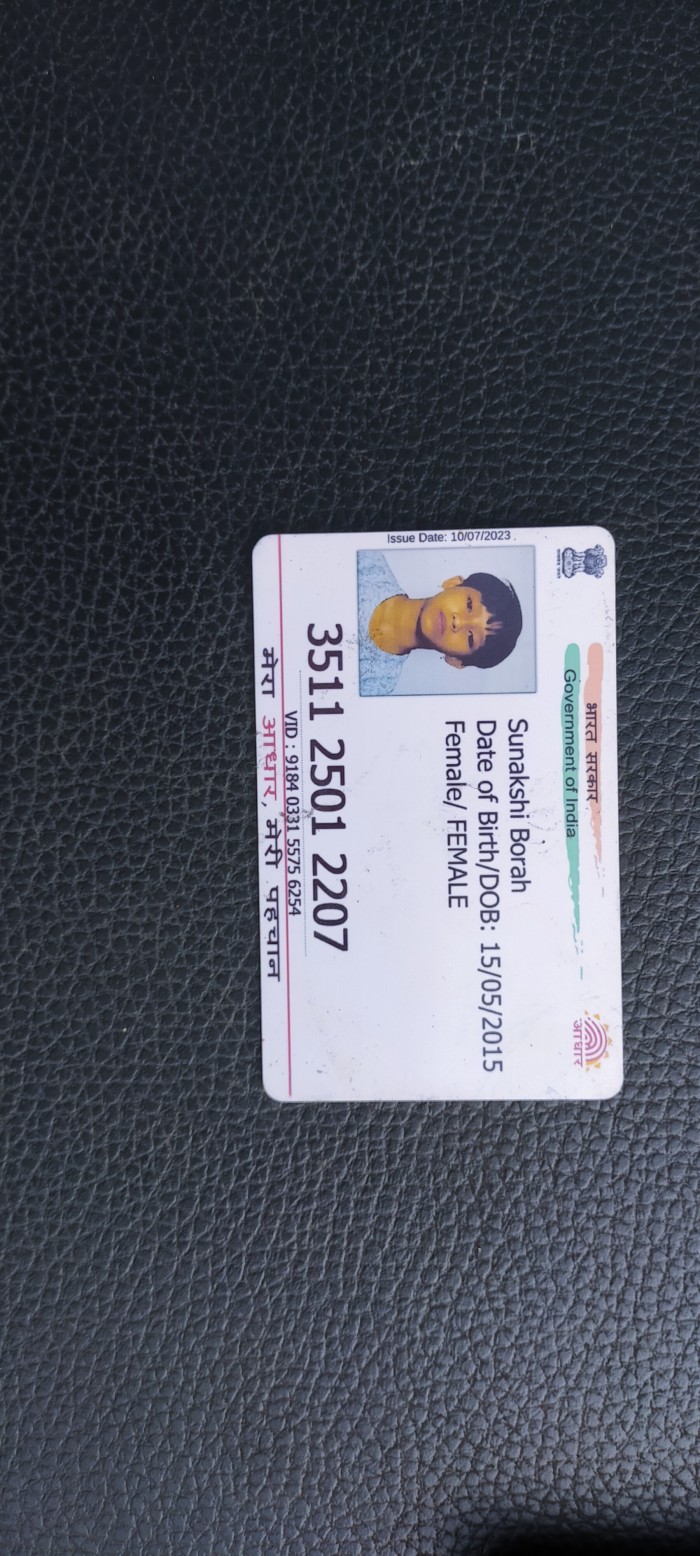 भारत सरकार
Government of India
आधार
Issue Date: 10/07/2023
Sunakshi Borah
Date of Birth/DOB: 15/05/2015
Female/ FEMALE
3511 2501 2207
VID : 9184 0331 5575 6254
मेरा आधार, मेरी पहचान